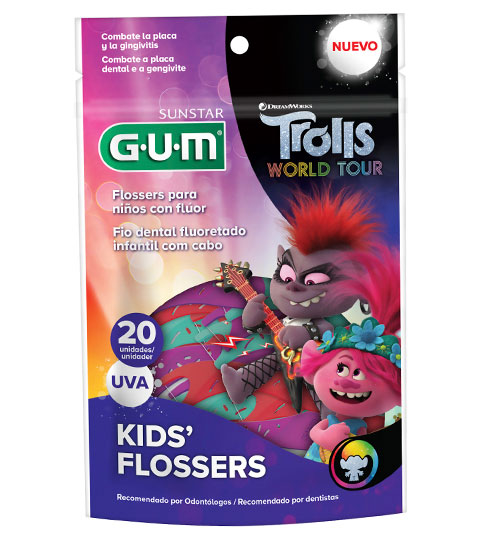 Combate la placa
y la gingivitis
Combate a placa
dental e a gengivite
NUEVO
SUNSTAR
G·U·M®
DREAMWORKS
Trolls
WORLD TOUR
Flossers para
niños con flúor
Fio dental fluoretado
infantil com cabo
20
unidades/
unidader
UVA
KIDS'
FLOSSERS
Recomendado por Odontólogos / Recomendado por dentistas